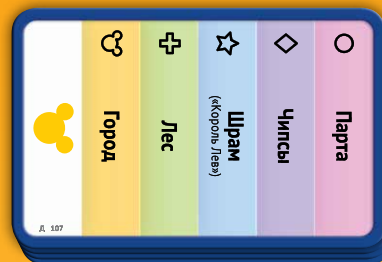 Город
Лес
Шрам
(«Король Лев»)
Чипсы
Парта
Д 107